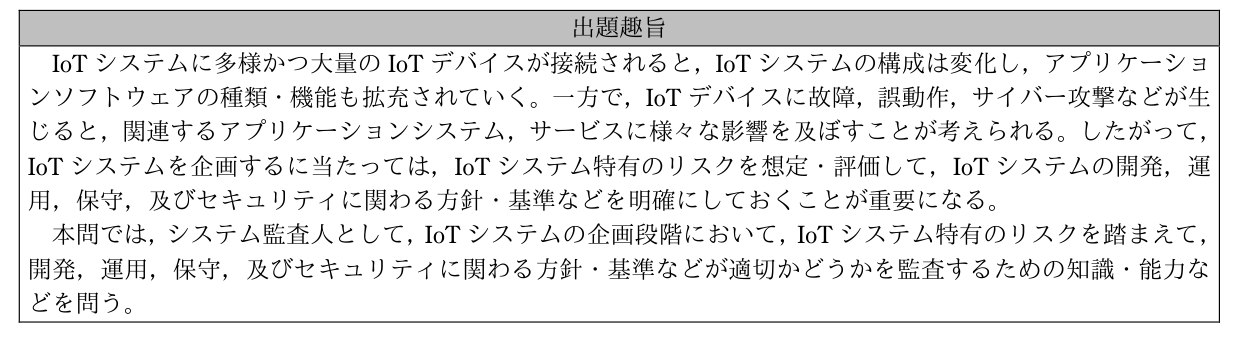 出題趣旨
IoT システムに多様かつ大量の IoT デバイスが接続されると，IoT システムの構成は変化し，アプリケーショ
ンソフトウェアの種類・機能も拡充されていく。一方で，IoT デバイスに故障，誤動作，サイバー攻撃などが生
じると，関連するアプリケーションシステム，サービスに様々な影響を及ぼすことが考えられる。したがって，
IoT システムを企画するに当たっては，IoT システム特有のリスクを想定・評価して，IoT システムの開発，運
用，保守，及びセキュリティに関わる方針・基準などを明確にしておくことが重要になる。
本問では，システム監査人として，IoT システムの企画段階において，IoT システム特有のリスクを踏まえて，
開発，運用，保守，及びセキュリティに関わる方針・基準などが適切かどうかを監査するための知識・能力な
どを問う。